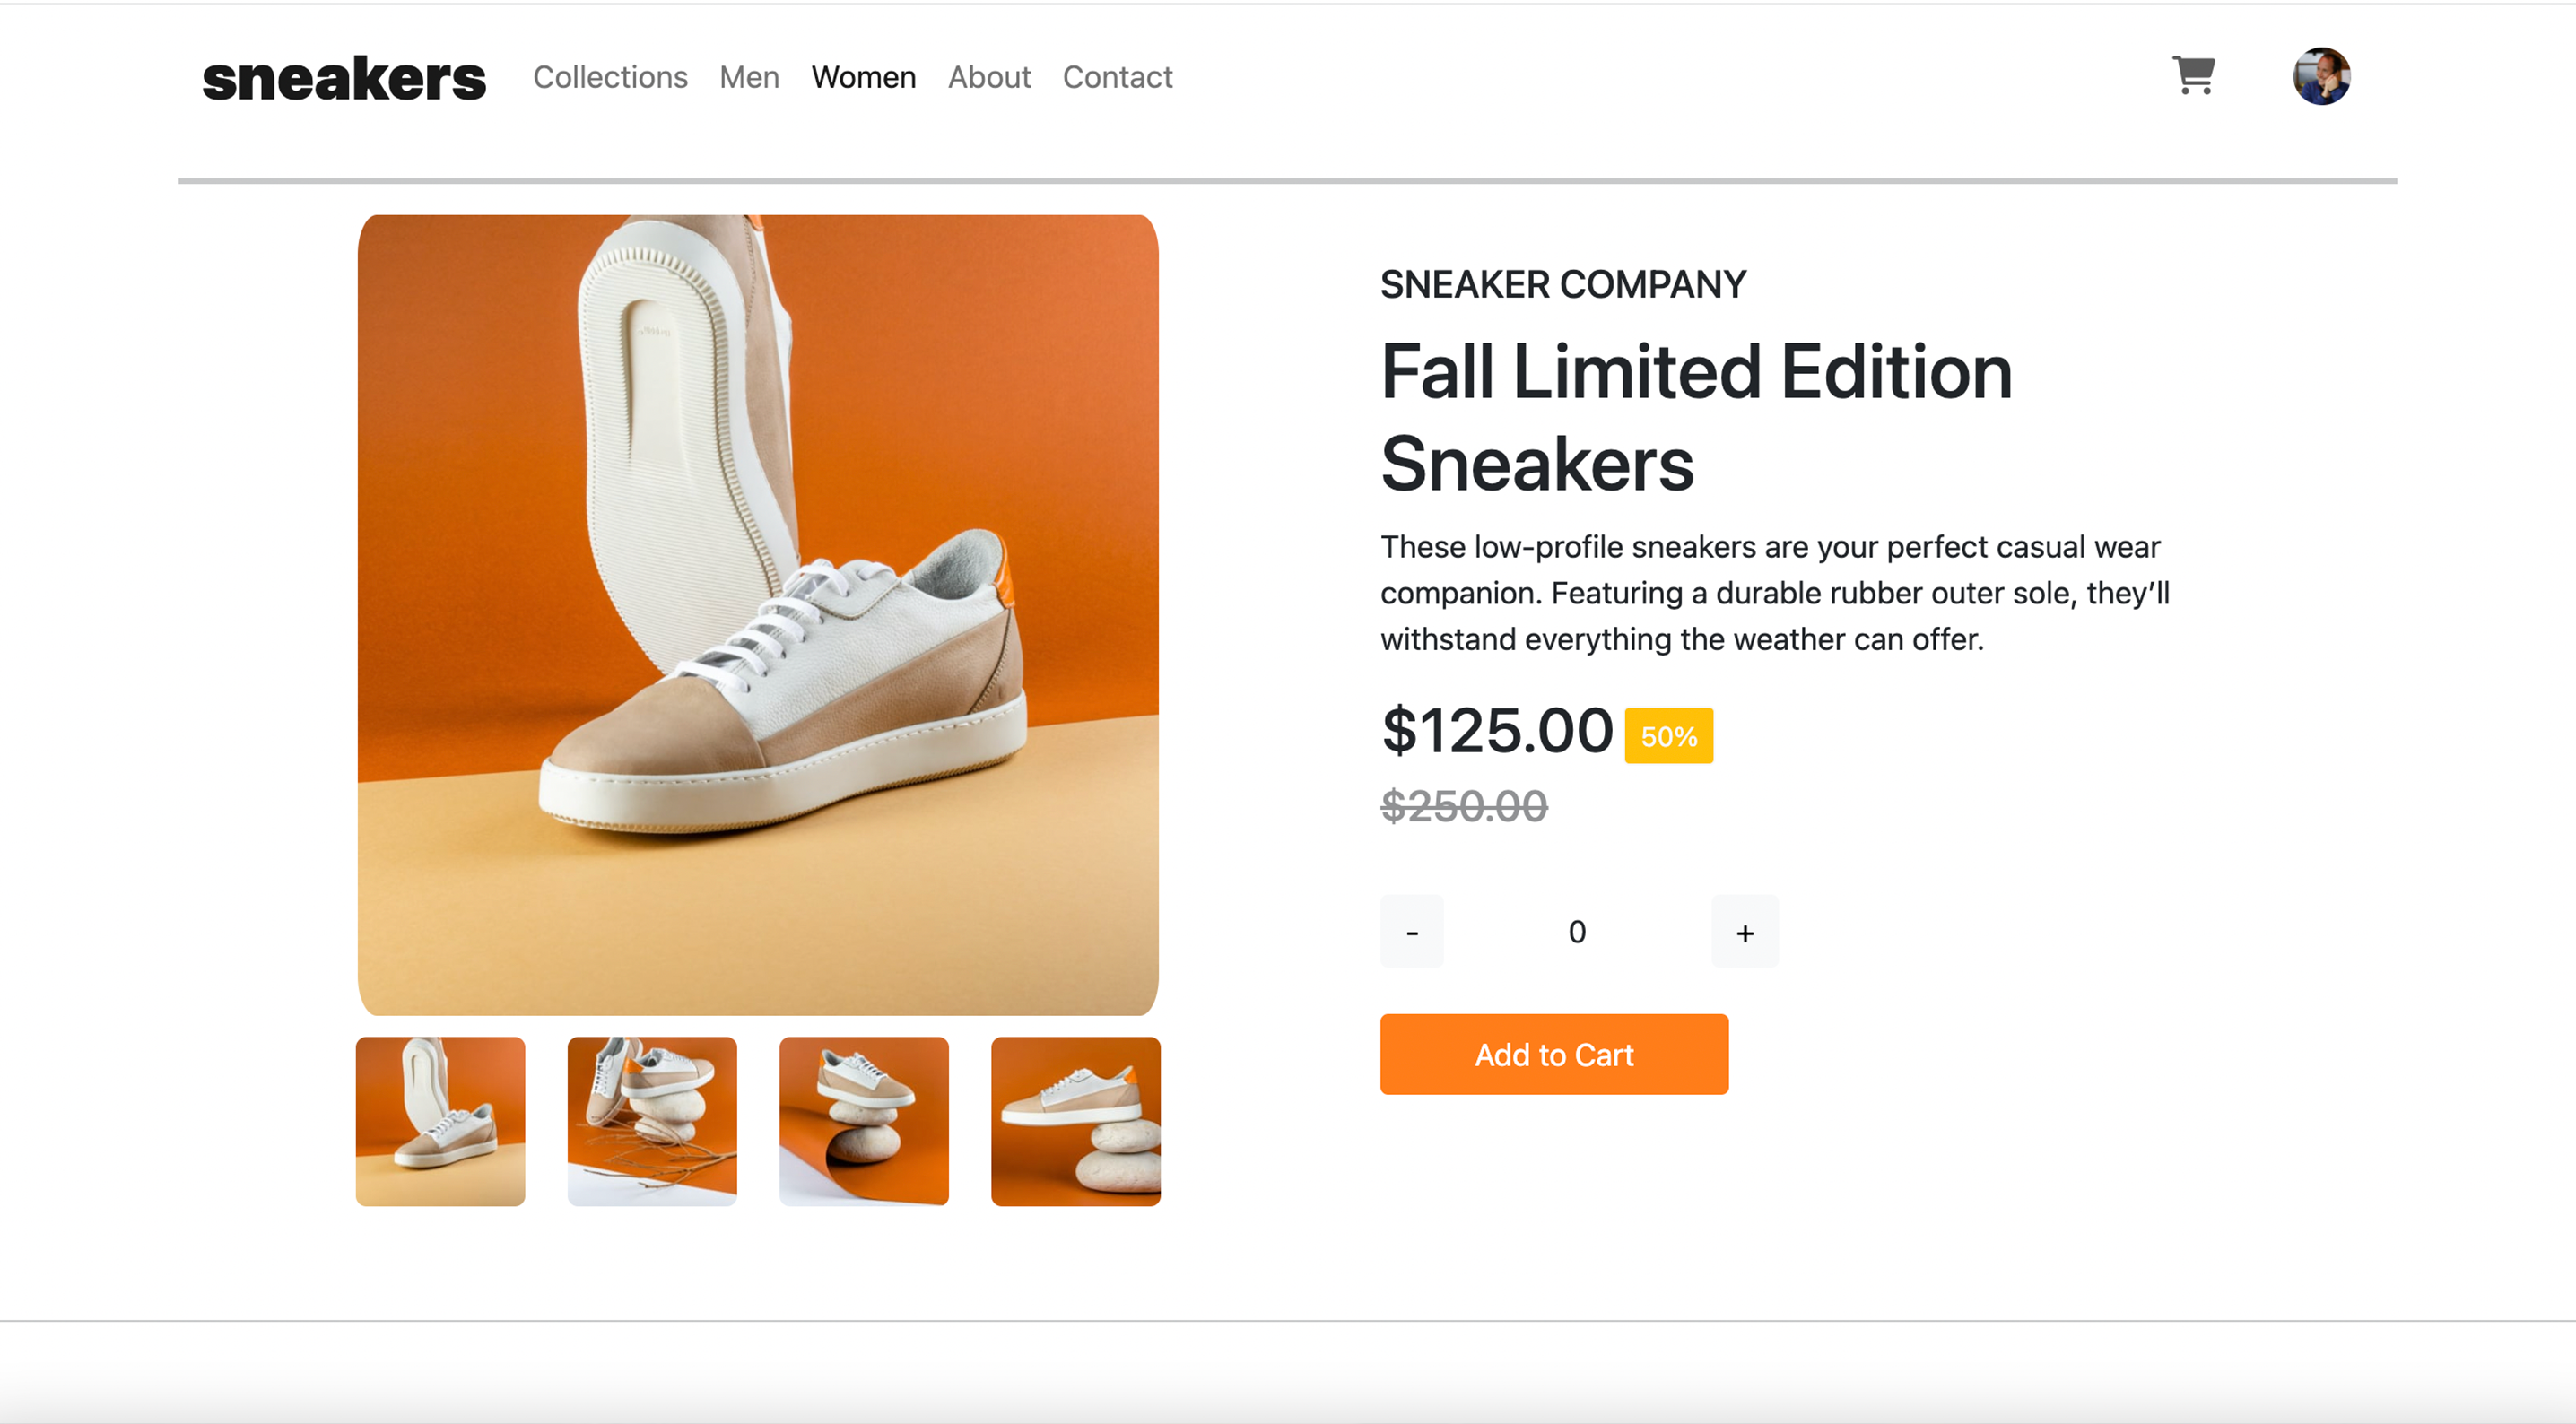 sneakers Collections Men Women About Contact
SNEAKER COMPANY
Fall Limited Edition
Sneakers
These low-profile sneakers are your perfect casual wear
companion. Featuring a durable rubber outer sole, they’ll
withstand everything the weather can offer.
$125.00 50%
$250.00
- 0 +
Add to Cart